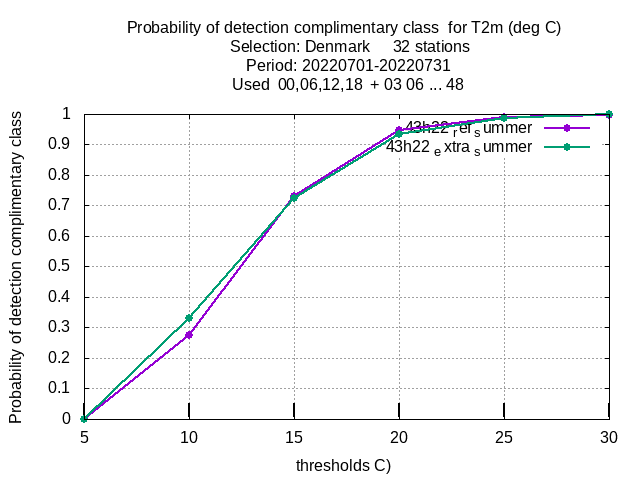 Probability of detection complimentary class for T2m (deg C)
Selection: Denmark 32 stations
Period: 20220701-20220731
Used 00,06,12,18 + 03 06 ... 48
Probability of detection complimentary class
1
0.9
0.8
0.7
0.6
0.5
0.4
0.3
0.2
0.1
0
43h22 rer summer
43h22 extra summer
5 10 15 20 25 30
thresholds C)